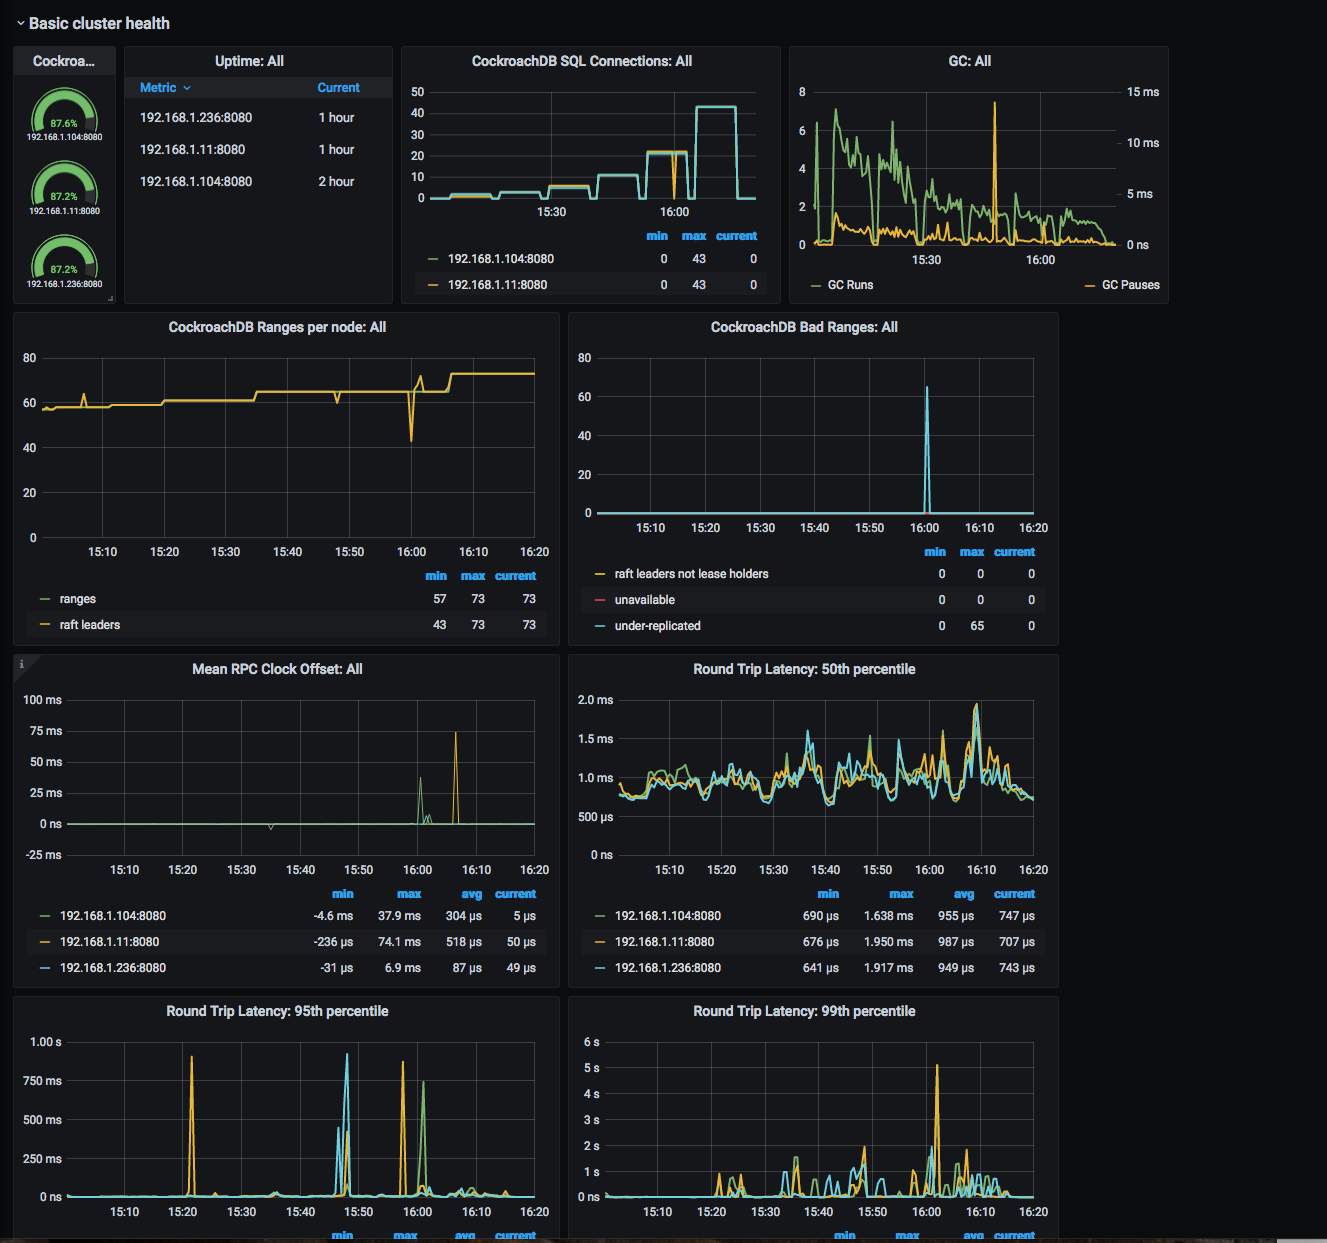 Basic cluster health
Cockroa...
87.6%
192.168.1.104:8080
87.2%
192.168.1.11:8080
87.2%
192.168.1.236:8080
Uptime: All
Metric Current
192.168.1.236:8080 1 hour
192.168.1.11:8080 1 hour
192.168.1.104:8080 2 hour
CockroachDB SQL Connections: All
50
40
30
20
10
0
15:30 16:00
min max current
192.168.1.104:8080 0 43 0
192.168.1.11:8080 0 43 0
GC: All
8 15 ms
6 10 ms
4
5 ms
2
0 0 ns
15:30 16:00
GC Runs GC Pauses
CockroachDB Ranges per node: All
80
60
40
20
0
15:10 15:20 15:30 15:40 15:50 16:00 16:10 16:20
min max current
ranges 57 73 73
raft leaders 43 73 73
CockroachDB Bad Ranges: All
80
60
40
20
0
15:10 15:20 15:30 15:40 15:50 16:00 16:10 16:20
min max current
raft leaders not lease holders 0 0 0
unavailable 0 0 0
under-replicated 0 65 0
i
Mean RPC Clock Offset: All
100 ms
75 ms
50 ms
25 ms
0 ns
-25 ms
15:10 15:20 15:30 15:40 15:50 16:00 16:10 16:20
min max avg current
192.168.1.104:8080 -4.6 ms 37.9 ms 304 µs 5 µs
192.168.1.11:8080 -236 µs 74.1 ms 518 µs 50 µs
192.168.1.236:8080 -31 µs 6.9 ms 87 µs 49 µs
Round Trip Latency: 50th percentile
2.0 ms
1.5 ms
1.0 ms
500 µs
0 ns
15:10 15:20 15:30 15:40 15:50 16:00 16:10 16:20
min max avg current
192.168.1.104:8080 690 µs 1.638 ms 955 µs 747 µs
192.168.1.11:8080 676 µs 1.950 ms 987 µs 707 µs
192.168.1.236:8080 641 µs 1.917 ms 949 µs 743 µs
Round Trip Latency: 95th percentile
1.00 s
750 ms
500 ms
250 ms
0 ns
15:10 15:20 15:30 15:40 15:50 16:00 16:10 16:20
min max avg current
Round Trip Latency: 99th percentile
6 s
5 s
4 s
3 s
2 s
1 s
0 ns
15:10 15:20 15:30 15:40 15:50 16:00 16:10 16:20
min max avg current